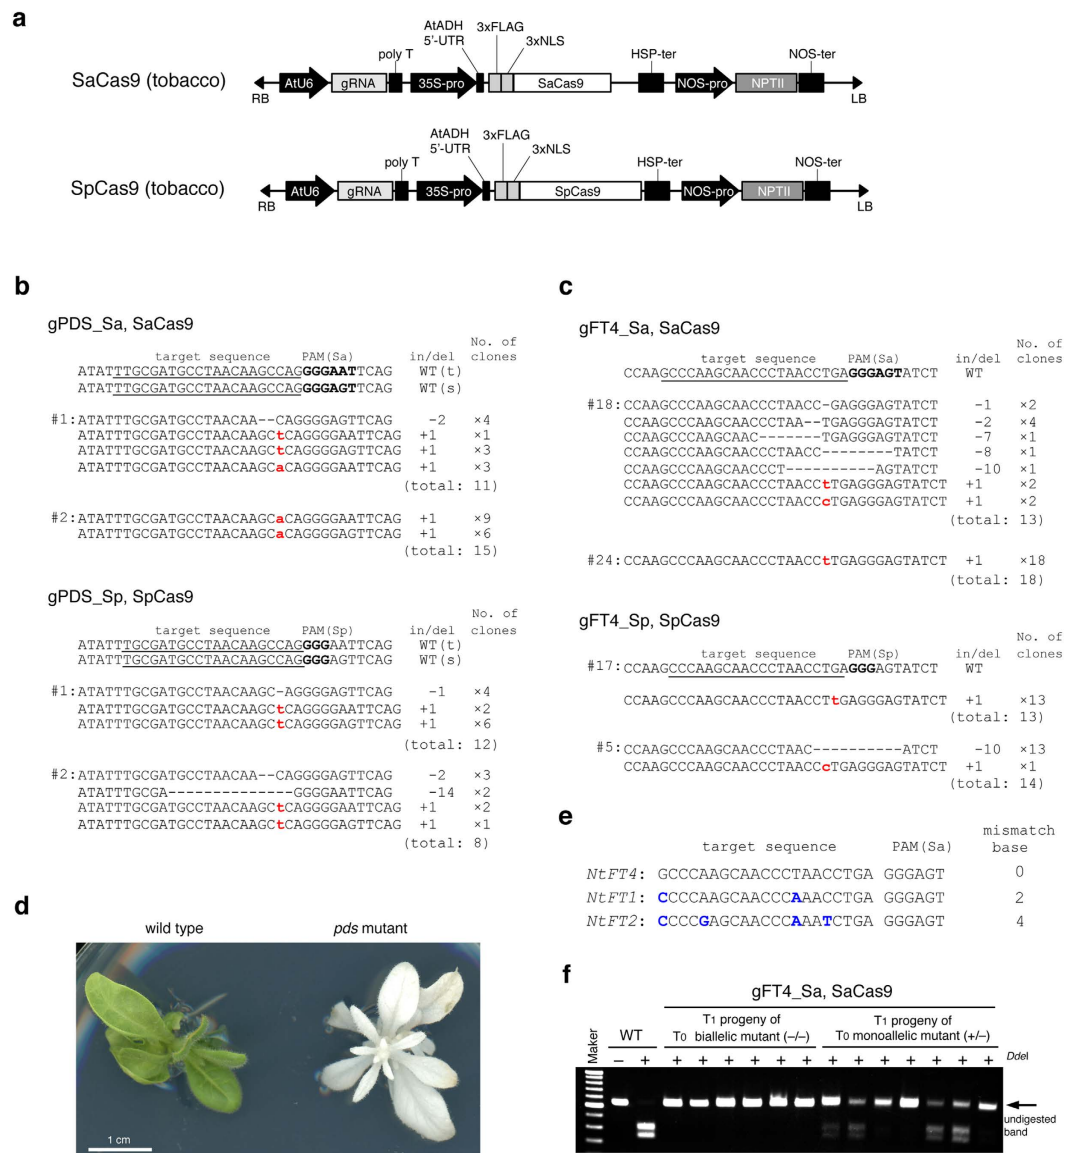 a
AtADH 3xFLAG
poly T 5'-UTR 3xNLS HSP-ter NOS-ter
SaCas9 (tobacco) AtU6 gRNA 35S-pro SaCas9 NOS-pro NPTII
RB LB
AtADH 3xFLAG
poly T 5'-UTR 3xNLS HSP-ter NOS-ter
SpCas9 (tobacco) AtU6 gRNA 35S-pro SpCas9 NOS-pro NPTII
RB LB
b
gPDS_Sa, SaCas9
target sequence PAM(Sa) in/del No. of clones
ATATTTGCGATGCCTAACAAGCCAGGGGAATTCAG WT(t)
ATATTTGCGATGCCTAACAAGCCAGGGGAGTTCAG WT(s)
#1:ATATTTGCGATGCCTAACAA--CAGGGGAGTTCAG -2 ×4
ATATTTGCGATGCCTAACAAGCtCAGGGGAATTCAG +1 ×1
ATATTTGCGATGCCTAACAAGCtCAGGGGAGTTCAG +1 ×3
ATATTTGCGATGCCTAACAAGCaCAGGGGAATTCAG +1 ×3
(total: 11)
#2:ATATTTGCGATGCCTAACAAGCaCAGGGGAATTCAG +1 ×9
ATATTTGCGATGCCTAACAAGCaCAGGGGAGTTCAG +1 ×6
(total: 15)
gPDS_Sp, SpCas9
target sequence PAM(Sp) in/del No. of clones
ATATTTGCGATGCCTAACAAGCCAGGGGAATTCAG WT(t)
ATATTTGCGATGCCTAACAAGCCAGGGGAGTTCAG WT(s)
#1:ATATTTGCGATGCCTAACAAGC-AGGGGAGTTCAG -1 ×4
ATATTTGCGATGCCTAACAAGCtCAGGGGAATTCAG +1 ×2
ATATTTGCGATGCCTAACAAGCtCAGGGGAGTTCAG +1 ×6
(total: 12)
#2:ATATTTGCGATGCCTAACAA--CAGGGGAGTTCAG -2 ×3
ATATTTGCGA--------------GGGGAATTCAG -14 ×2
ATATTTGCGATGCCTAACAAGCtCAGGGGAATTCAG +1 ×2
ATATTTGCGATGCCTAACAAGCtCAGGGGAGTTCAG +1 ×1
(total: 8)
c
gFT4_Sa, SaCas9
target sequence PAM(Sa) in/del No. of clones
CCAAGCCCAAGCAACCCTAACCTGAGGGAGTATCT WT
#18:CCAAGCCCAAGCAACCCTAACC-GAGGGAGTATCT -1 ×2
CCAAGCCCAAGCAACCCTAA--TGAGGGAGTATCT -2 ×4
CCAAGCCCAAGCAAC-------TGAGGGAGTATCT -7 ×1
CCAAGCCCAAGCAACCCTAACC--------TATCT -8 ×1
CCAAGCCCAAGCAACCCT----------AGTATCT -10 ×1
CCAAGCCCAAGCAACCCTAACCtTGAGGGAGTATCT +1 ×2
CCAAGCCCAAGCAACCCTAACCcTGAGGGAGTATCT +1 ×2
(total: 13)
#24:CCAAGCCCAAGCAACCCTAACCtTGAGGGAGTATCT +1 ×18
(total: 18)
gFT4_Sp, SpCas9
target sequence PAM(Sp) in/del No. of clones
#17:CCAAGCCCAAGCAACCCTAACCTGAGGGAGTATCT WT
CCAAGCCCAAGCAACCCTAACCTtGAGGGAGTATCT +1 ×13
(total: 13)
#5:CCAAGCCCAAGCAACCCTAAC----------ATCT -10 ×13
CCAAGCCCAAGCAACCCTAACCcTGAGGGAGTATCT +1 ×1
(total: 14)
d
wild type pds mutant
1 cm
e
target sequence PAM(Sa) mismatch base
NtFT4: GCCCAAGCAACCCTAACCTGA GGGAGT 0
NtFT1: CCCCAAGCAACCCAAACCTGA GGGAGT 2
NtFT2: CCCCGAGCAACCCAAATCTGA GGGAGT 4
f
gFT4_Sa, SaCas9
Maker WT T1 progeny of T0 biallelic mutant (–/–) T1 progeny of T0 monoallelic mutant (+/–)
– + + + + + + + + + + + + + + DdeI
undigested band